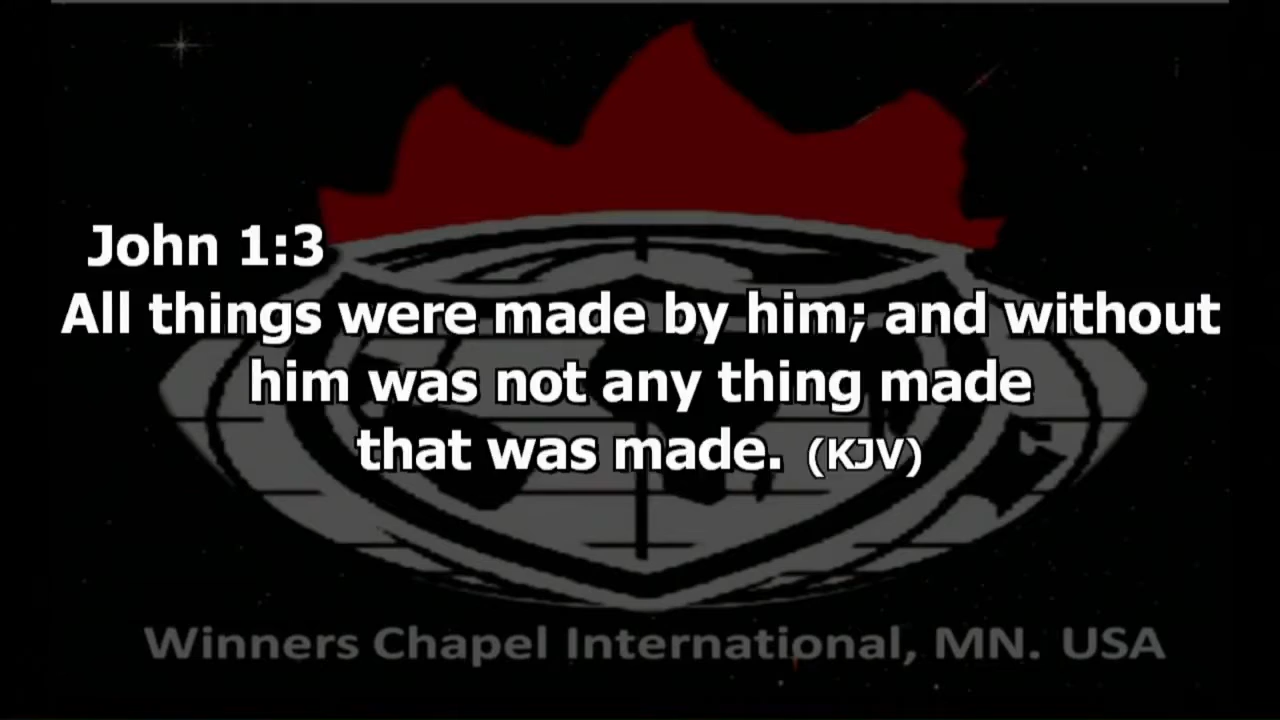 John 1:3
All things were made by him; and without
him was not any thing made
that was made. (KJV)
Winners Chapel International, MN. USA